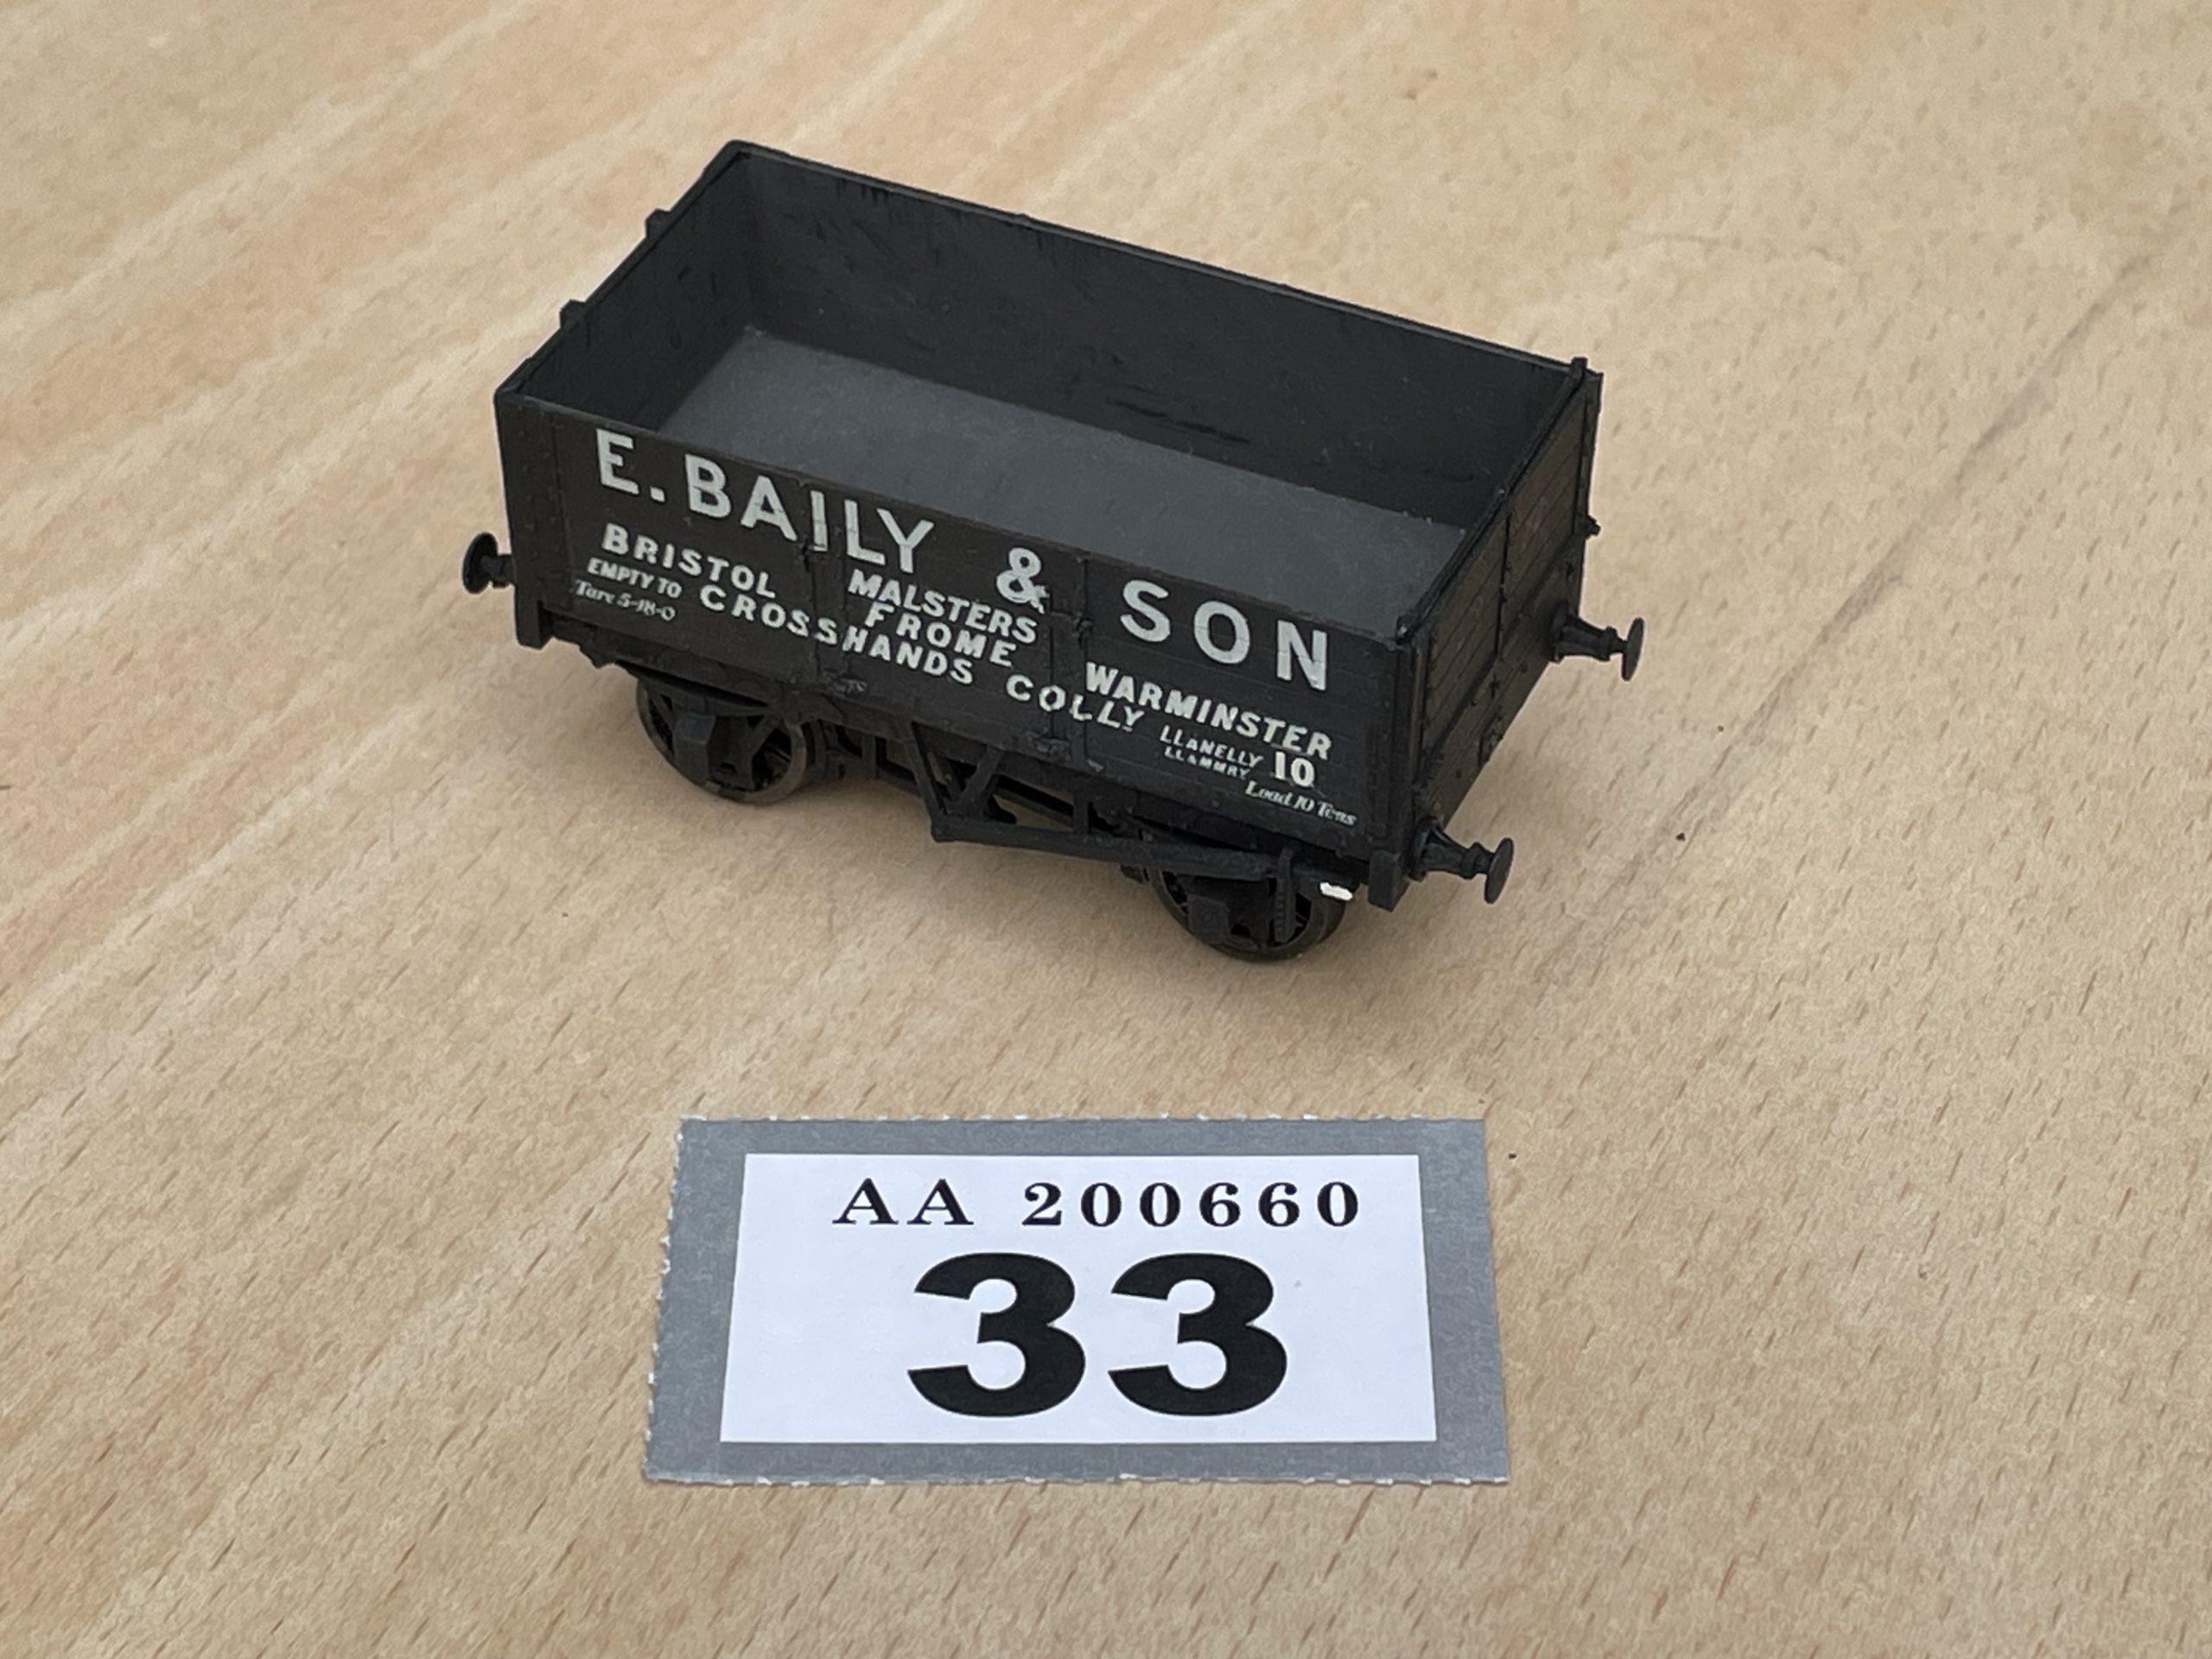 E. BAILY & SON
BRISTOL MALSTERS WARMINSTER
FROME
EMPTY TO CROSSHANDS COLLY LLANELLY 10
Tare 5-18-0
Load 10 Tons
AA 200660
33